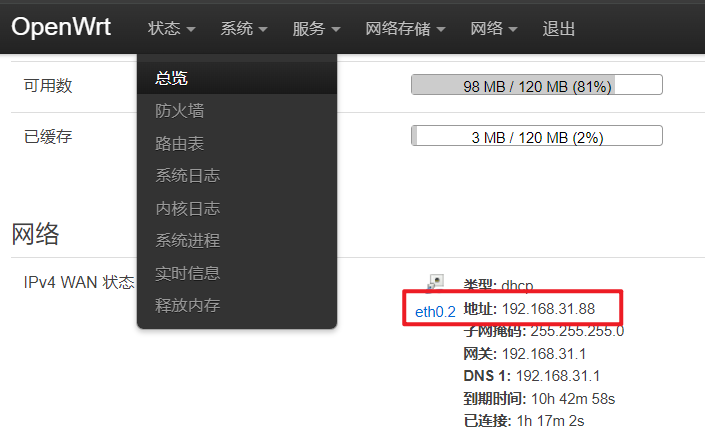 OpenWrt 状态 系统 服务 网络存储 网络 退出
总览
可用数 98 MB / 120 MB (81%)
防火墙
已缓存 3 MB / 120 MB (2%)
路由表
系统日志
内核日志
系统进程
实时信息
释放内存
网络
IPv4 WAN 状态
eth0.2
类型: dhcp
地址: 192.168.31.88
子网掩码: 255.255.255.0
网关: 192.168.31.1
DNS 1: 192.168.31.1
到期时间: 10h 42m 58s
已连接: 1h 17m 2s